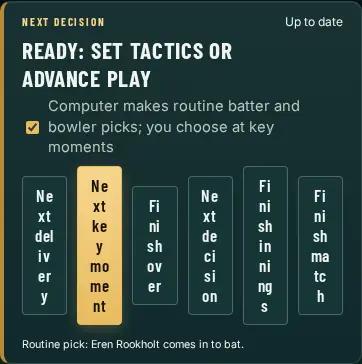 NEXT DECISION
Up to date
READY: SET TACTICS OR
ADVANCE PLAY
Computer makes routine batter and
bowler picks; you choose at key
moments
Ne
xt
del
iv
er
y
Ne
xt
ke
y
mo
me
nt
Fi
ni
sh
ov
er
Ne
xt
de
ci
si
on
Fi
ni
sh
in
ni
ng
s
Fi
ni
sh
ma
tc
h
Routine pick: Eren Rookholt comes in to bat.